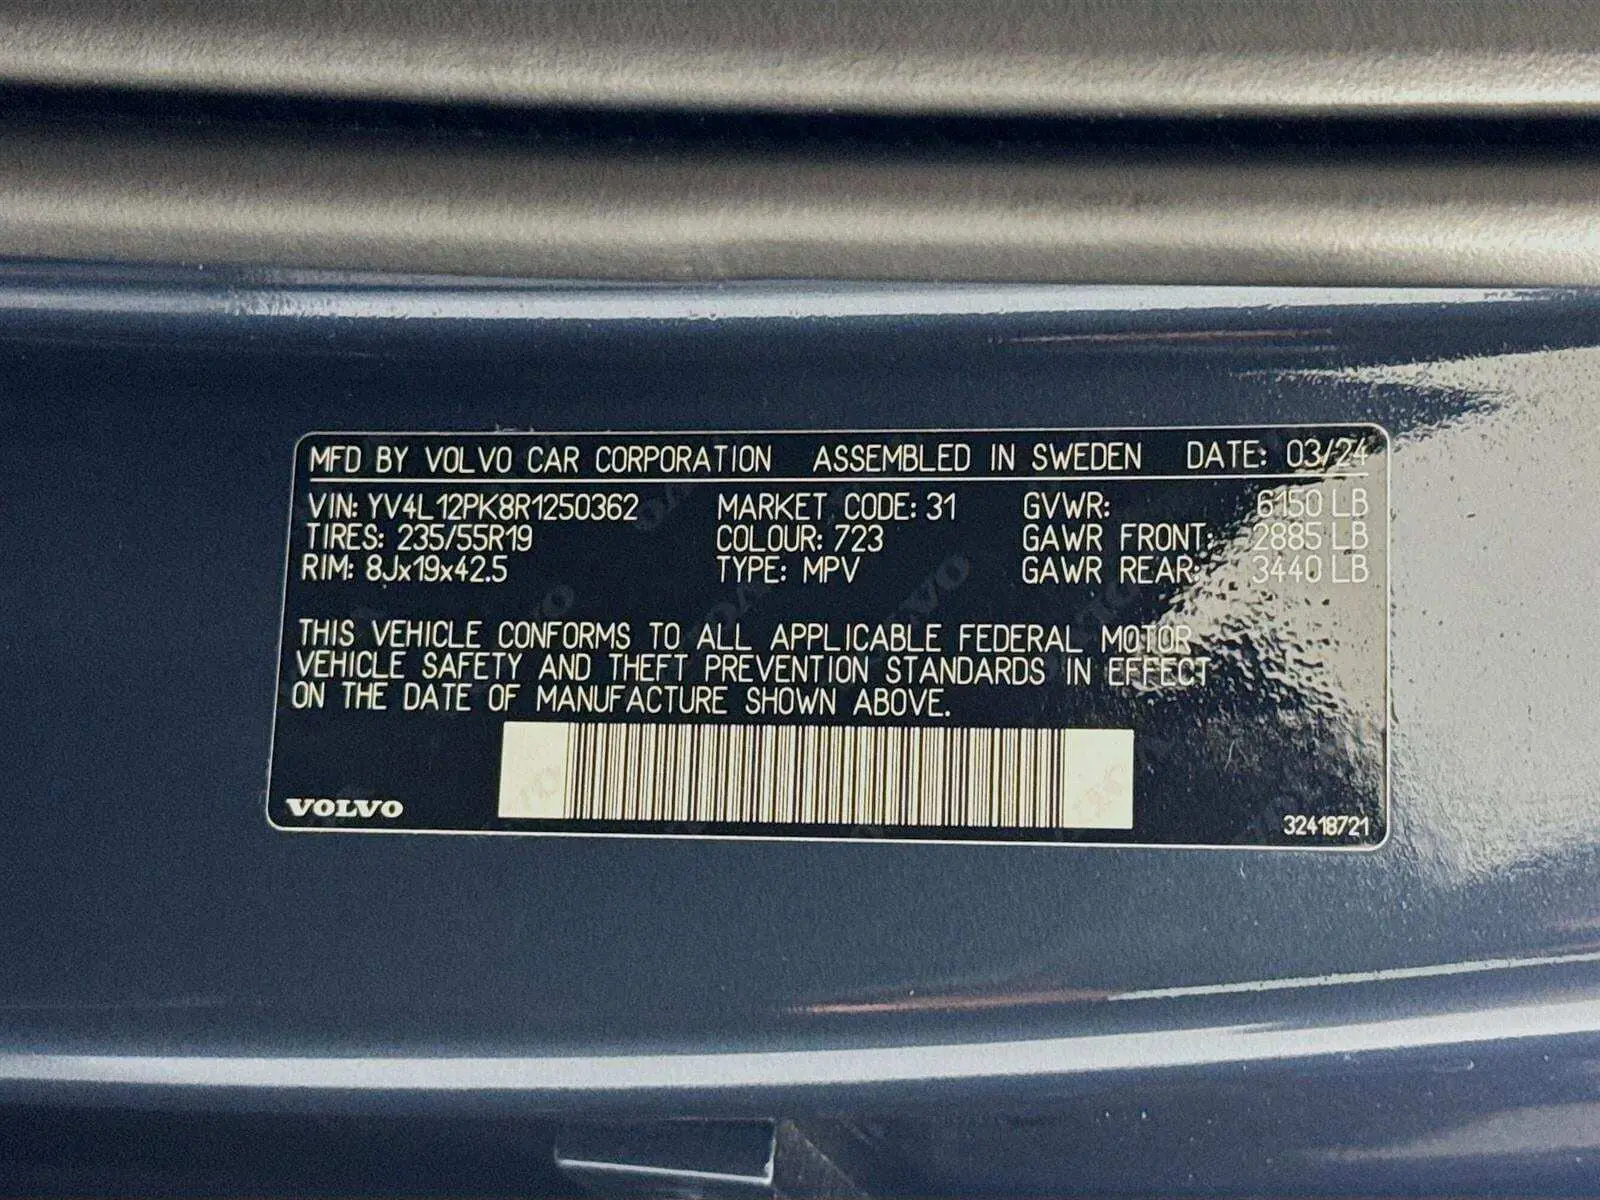 MFD BY VOLVO CAR CORPORATION ASSEMBLED IN SWEDEN DATE: 03/24
VIN: YV4L12PK8R1250362 MARKET CODE: 31 GVWR: 6150 LB
TIRES: 235/55R19 COLOUR: 723 GAWR FRONT: 2885 LB
RIM: 8Jx19x42.5 TYPE: MPV GAWR REAR: 3440 LB
THIS VEHICLE CONFORMS TO ALL APPLICABLE FEDERAL MOTOR
VEHICLE SAFETY AND THEFT PREVENTION STANDARDS IN EFFECT
ON THE DATE OF MANUFACTURE SHOWN ABOVE.
VOLVO 32418721